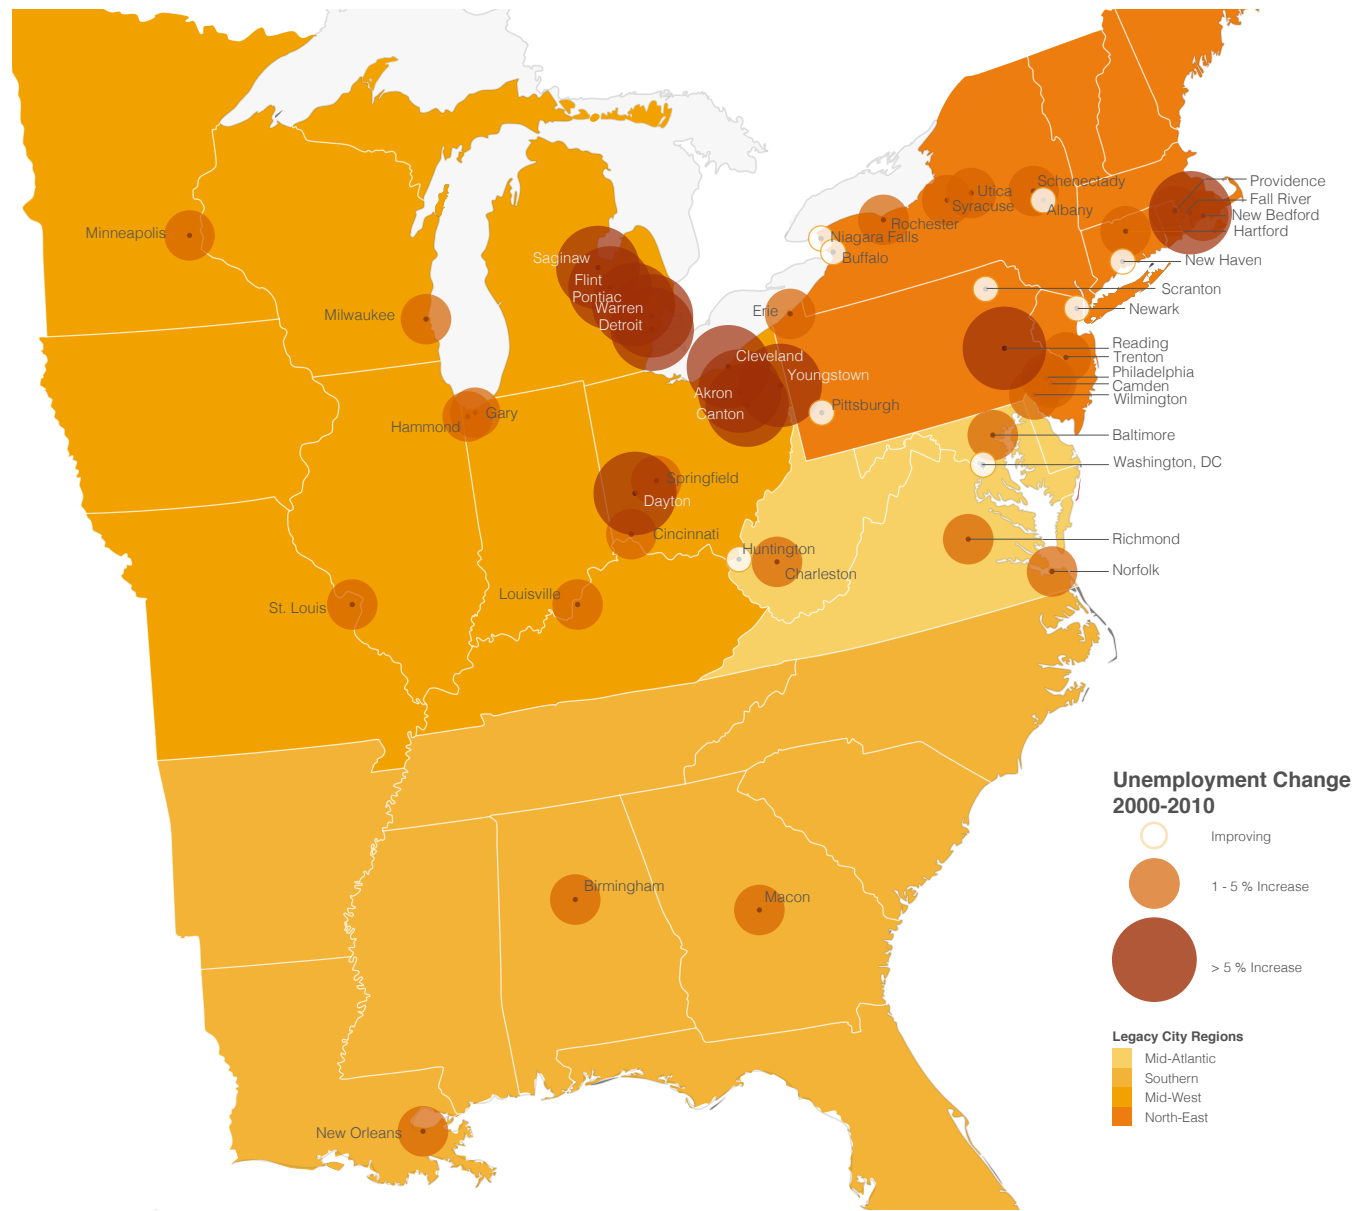 Providence
Schenectady
Utica
Fall River
Syracuse
Albany
New Bedford
Rochester
Hartford
Minneapolis
Niagara Falls
Saginaw
Buffalo
New Haven
Flint
Scranton
Pontiac
Warren
Erie
Newark
Milwaukee
Detroit
Reading
Cleveland
Trenton
Youngstown
Philadelphia
Camden
Akron
Wilmington
Canton
Pittsburgh
Gary
Hammond
Baltimore
Washington, DC
Springfield
Dayton
Cincinnati
Richmond
Huntington
Charleston
Norfolk
Louisville
St. Louis
Unemployment Change
2000-2010
Improving
1 - 5 % Increase
Birmingham
Macon
> 5 % Increase
Legacy City Regions
Mid-Atlantic
Southern
Mid-West
North-East
New Orleans